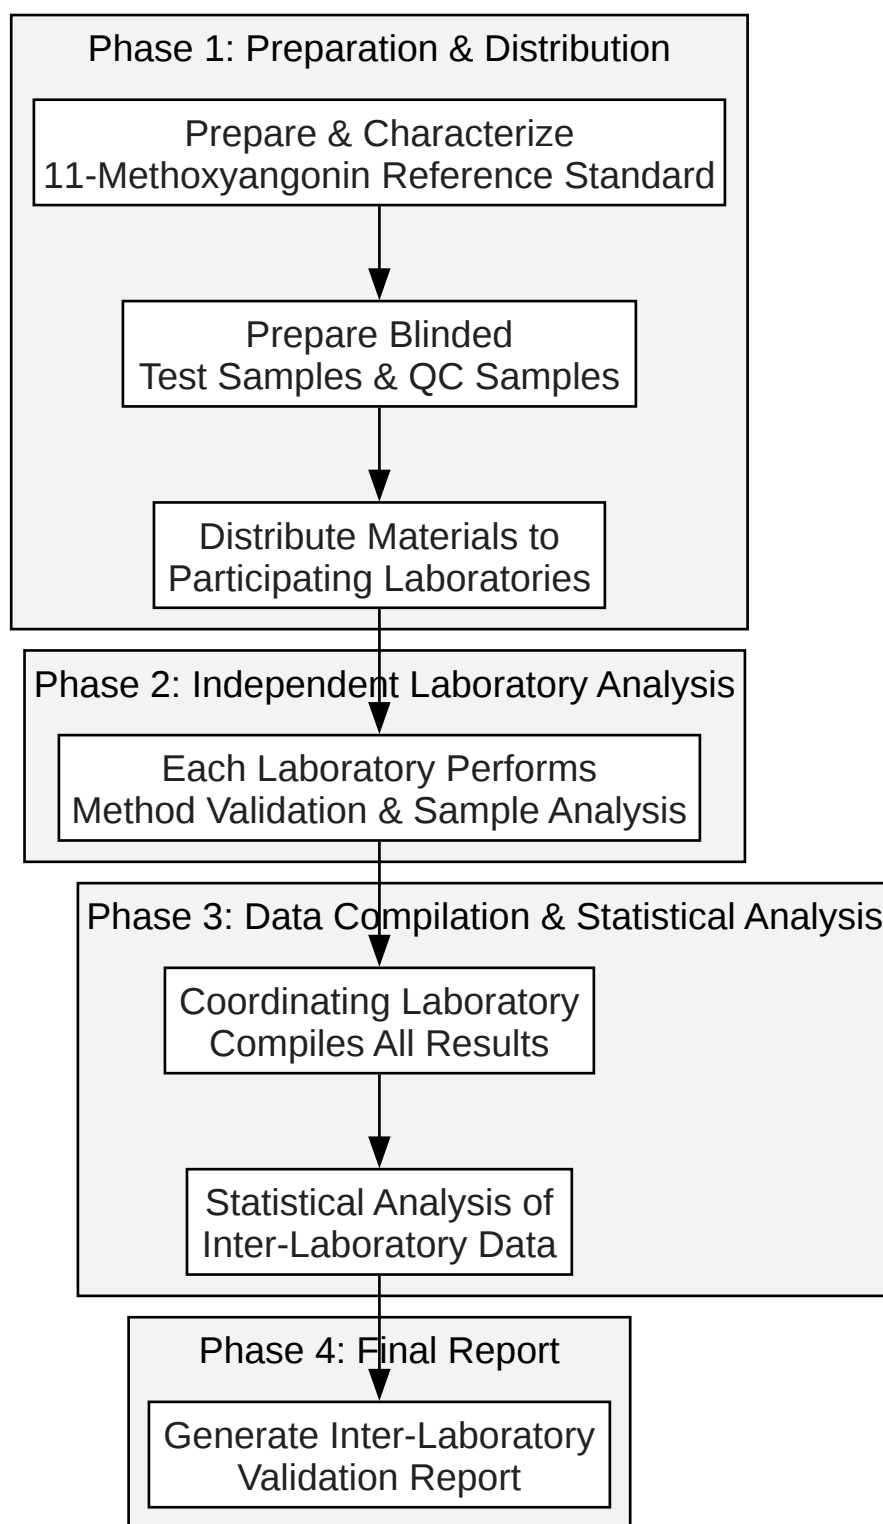 Phase 1: Preparation & Distribution
Prepare & Characterize
11-Methoxyangonin Reference Standard
Prepare Blinded
Test Samples & QC Samples
Distribute Materials to
Participating Laboratories
Phase 2: Independent Laboratory Analysis
Each Laboratory Performs
Method Validation & Sample Analysis
Phase 3: Data Compilation & Statistical Analysis
Coordinating Laboratory
Compiles All Results
Statistical Analysis of
Inter-Laboratory Data
Phase 4: Final Report
Generate Inter-Laboratory
Validation Report